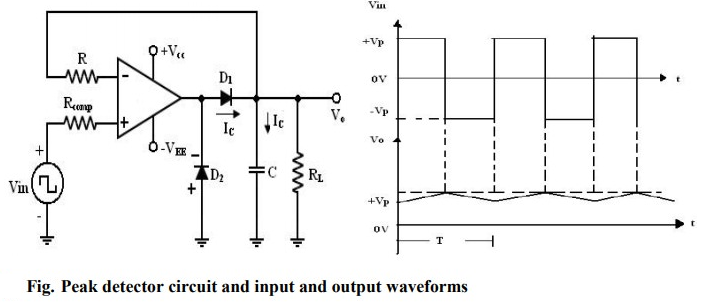 Vin
+Vcc
+Vp
R
D1
0V
t
Rcomp
-
+
Ic
Ic
Vo
-Vp
-VEE
-
Vo
+
Vin
D2
C
RL
+
+Vp
-
0V
t
T
Fig. Peak detector circuit and input and output waveforms